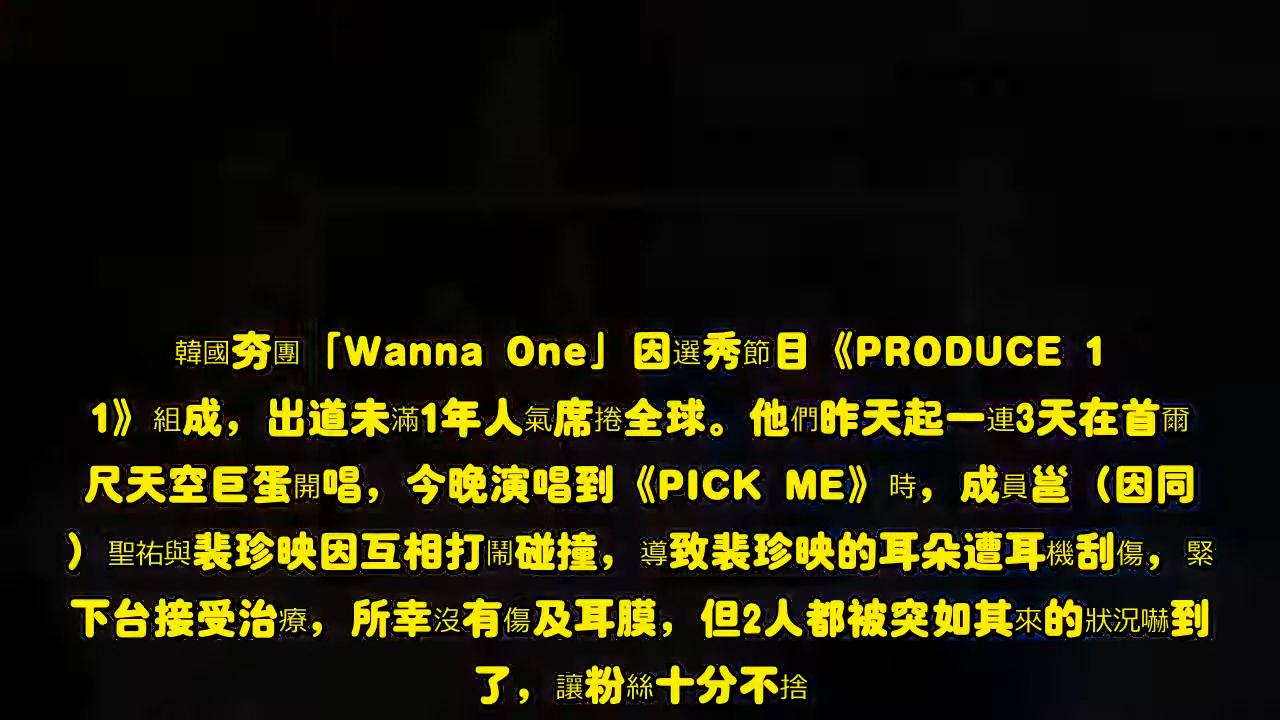 韓國夯團「Wanna One」因選秀節目《PRODUCE 1
1》組成，出道未滿1年人氣席捲全球。他們昨天起一連3天在首爾
尺天空巨蛋開唱，今晚演唱到《PICK ME》時，成員邕（因同
）聖祐與裴珍映因互相打鬧碰撞，導致裴珍映的耳朵遭耳機刮傷，緊
下台接受治療，所幸沒有傷及耳膜，但2人都被突如其來的狀況嚇到
了，讓粉絲十分不捨